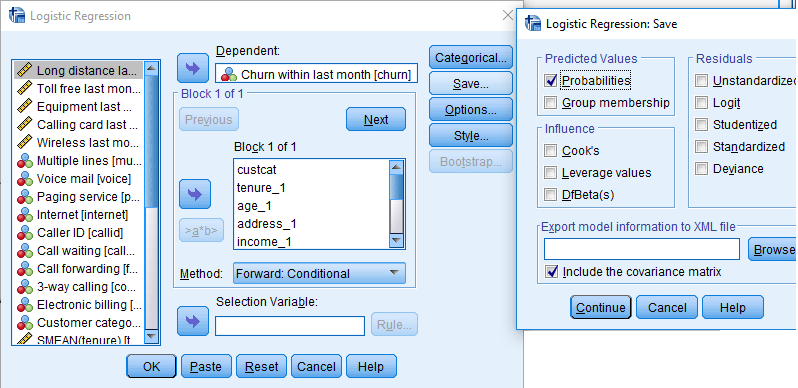 Logistic Regression
Dependent:
Churn within last month [churn]
Long distance la...
Toll free last mon...
Equipment last ...
Calling card last ...
Wireless last mo...
Multiple lines [mu...
Voice mail [voice]
Paging service [p...
Internet [internet]
Caller ID [callid]
Call waiting [call...
Call forwarding [f...
3-way calling [co...
Electronic billing [...
Customer catego...
SMEAN(tenure) [t...
Block 1 of 1
Previous
Next
Block 1 of 1
custcat
tenure_1
age_1
address_1
income_1
>a*b>
Method:
Forward: Conditional
Selection Variable:
Rule...
Categorical...
Save...
Options...
Style...
Bootstrap...
OK
Paste
Reset
Cancel
Help
Logistic Regression: Save
Predicted Values
Probabilities
Group membership
Influence
Cook's
Leverage values
DfBeta(s)
Residuals
Unstandardized
Logit
Studentized
Standardized
Deviance
Export model information to XML file
Browse
Include the covariance matrix
Continue
Cancel
Help